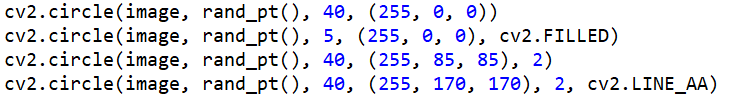 cv2.circle(image, rand_pt(), 40, (255, 0, 0))
cv2.circle(image, rand_pt(), 5, (255, 0, 0), cv2.FILLED)
cv2.circle(image, rand_pt(), 40, (255, 85, 85), 2)
cv2.circle(image, rand_pt(), 40, (255, 170, 170), 2, cv2.LINE_AA)